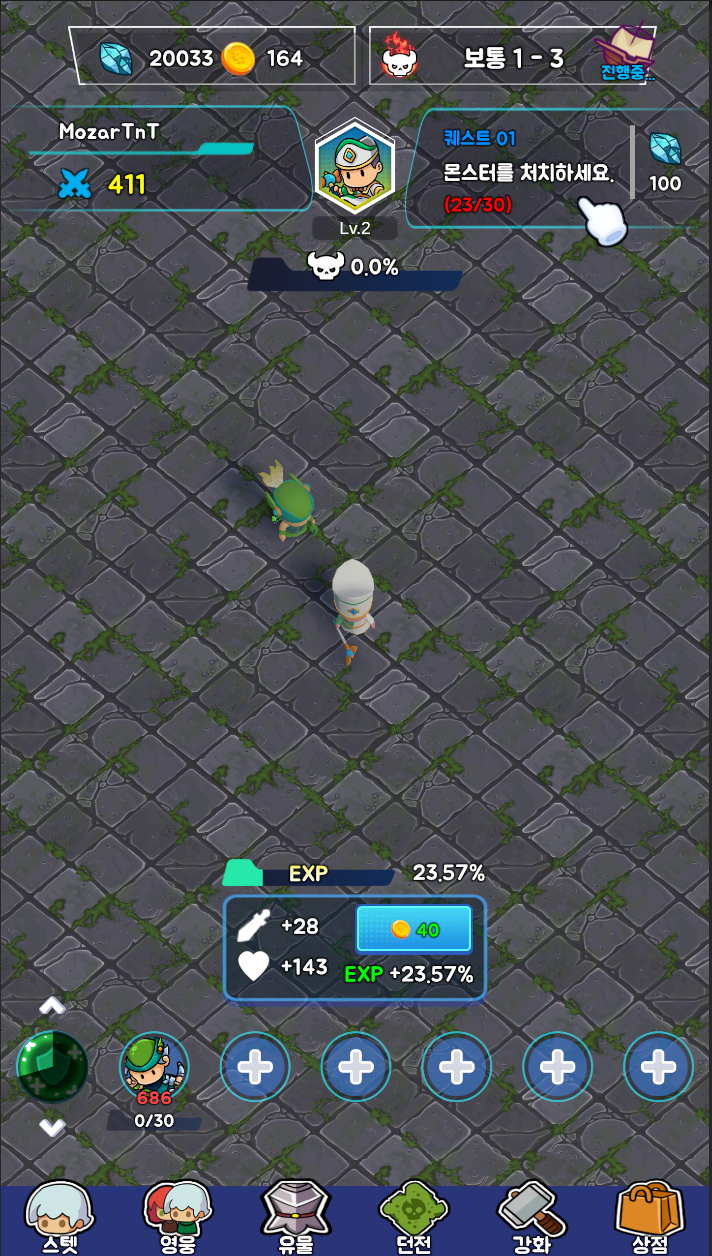 20033 164 보통 1 - 3
진행중...
MozarTnT
411
퀘스트 01
몬스터를 처치하세요.
(23/30)
100
Lv.2
0.0%
EXP 23.57%
+28 40
+143 EXP +23.57%
686
0/30
스텟 영웅 유물 던전 강화 상점